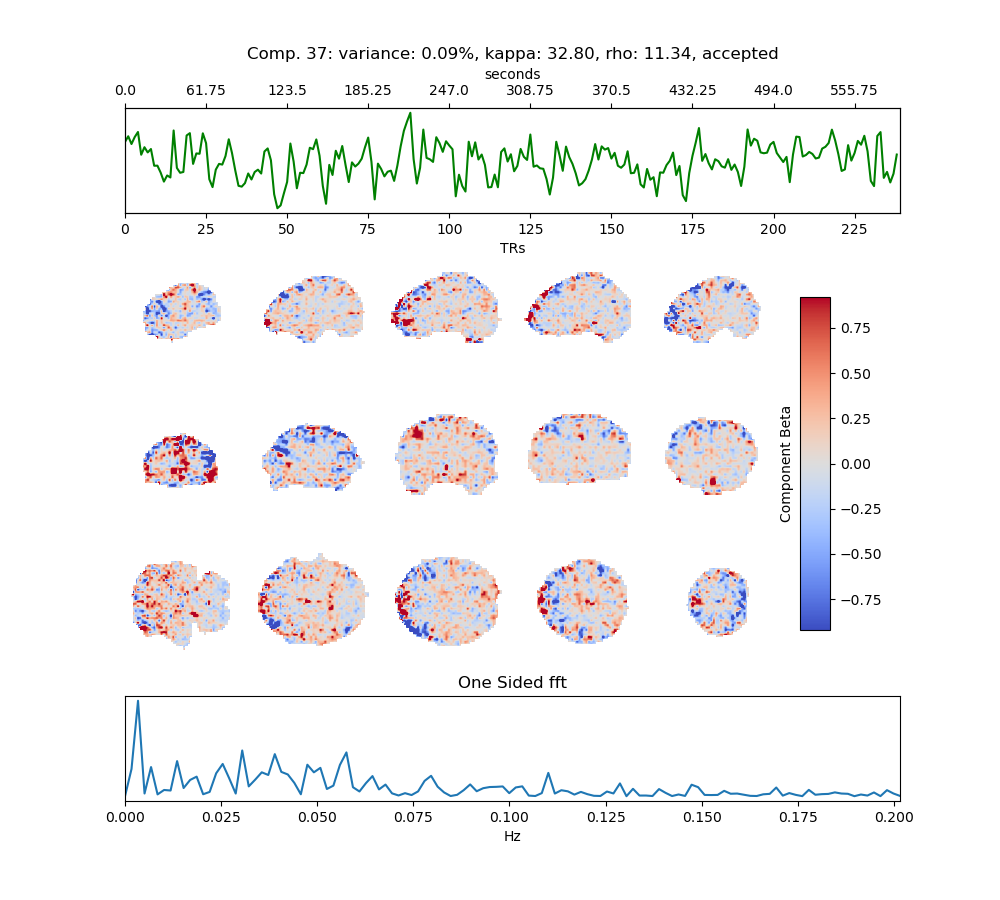 Comp. 37: variance: 0.09%, kappa: 32.80, rho: 11.34, accepted
seconds
0.0 61.75 123.5 185.25 247.0 308.75 370.5 432.25 494.0 555.75
0 25 50 75 100 125 150 175 200 225
TRs
0.75
0.50
0.25
0.00
−0.25
−0.50
−0.75
Component Beta
One Sided fft
0.000 0.025 0.050 0.075 0.100 0.125 0.150 0.175 0.200
Hz